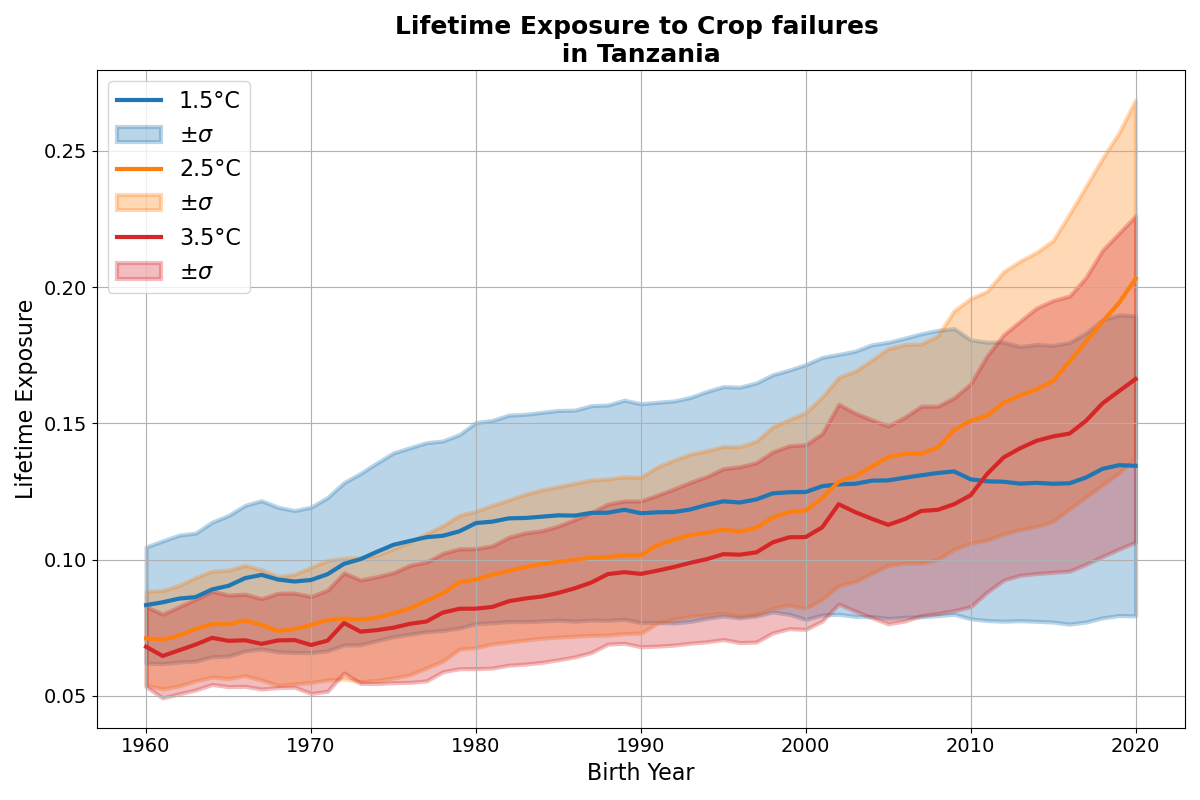 Lifetime Exposure to Crop failures
in Tanzania
1.5°C
±σ
2.5°C
±σ
3.5°C
±σ
Lifetime Exposure
0.25
0.20
0.15
0.10
0.05
1960 1970 1980 1990 2000 2010 2020
Birth Year